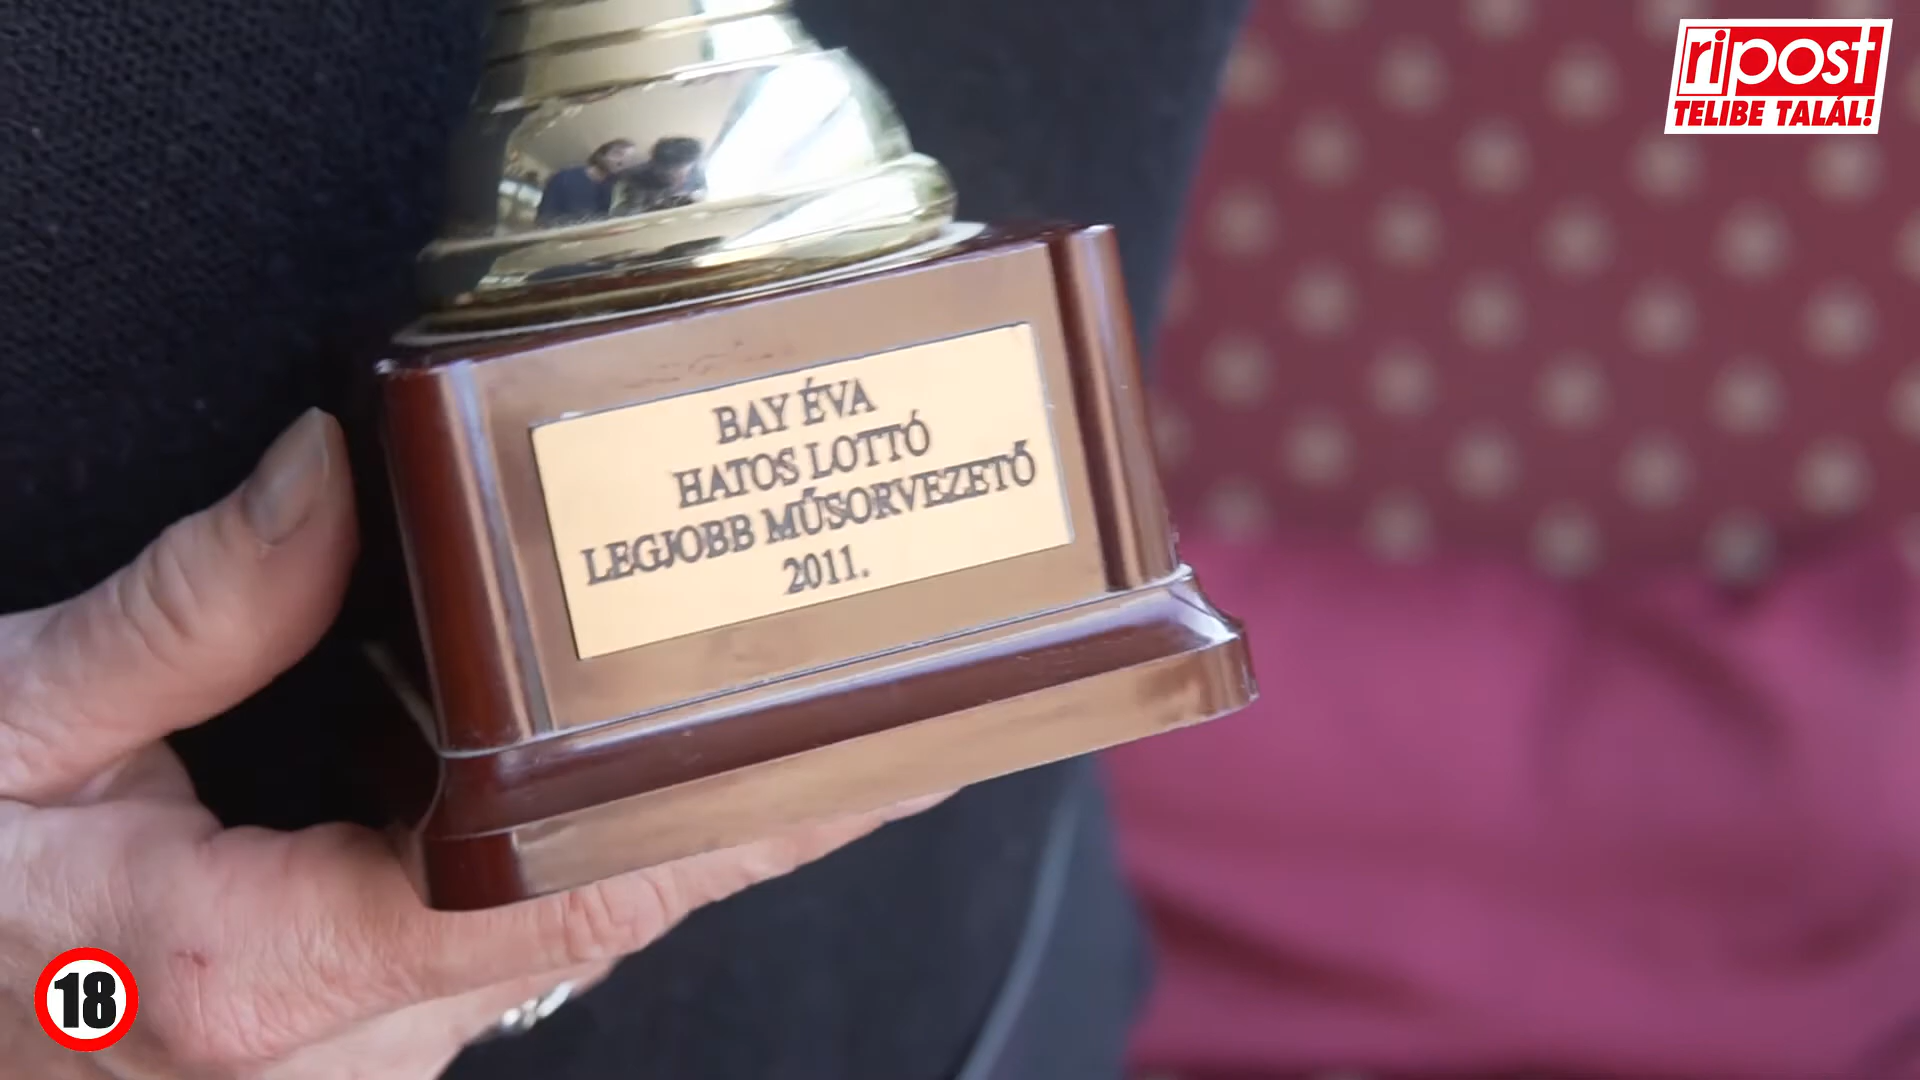 ripost
TELIBE TALÁL!
BAY ÉVA
HATOS LOTTÓ
LEGJOBB MŰSORVEZETŐ
2011.
18